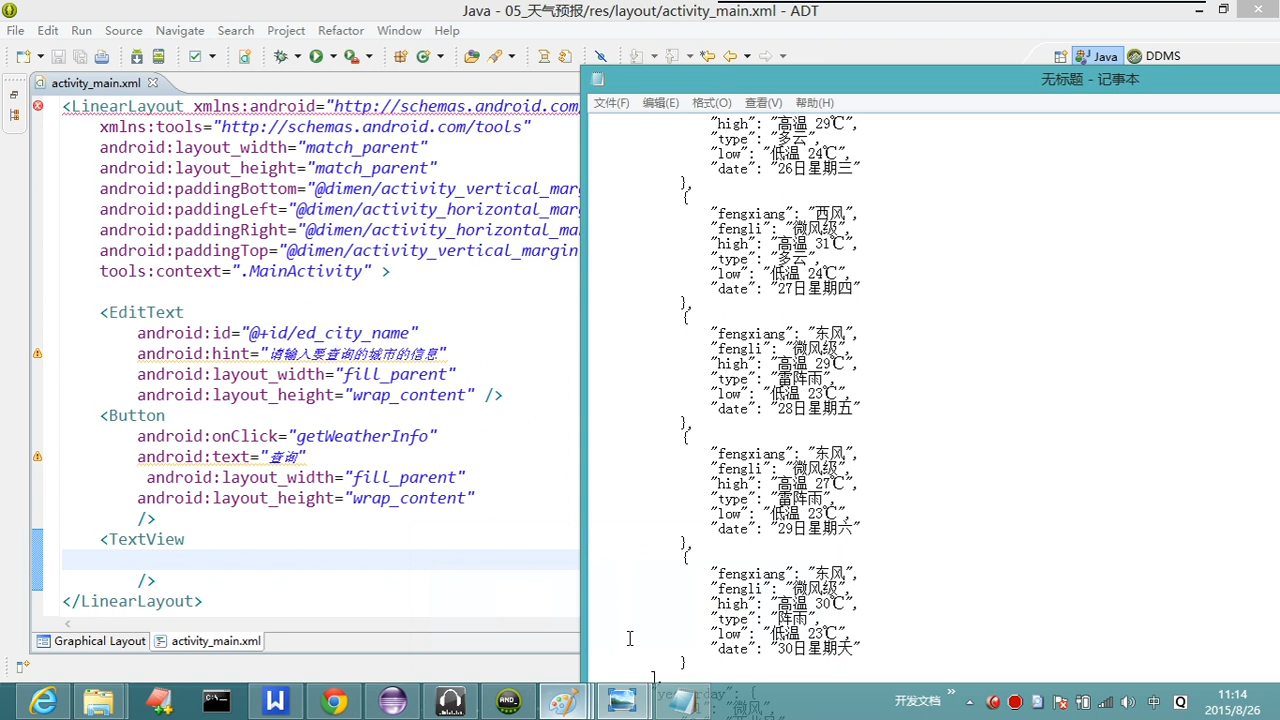 Java - 05_天气预报/res/layout/activity_main.xml - ADT
File Edit Run Source Navigate Search Project Refactor Window Help
Java DDMS
activity_main.xml
<LinearLayout xmlns:android="http://schemas.android.com/
xmlns:tools="http://schemas.android.com/tools"
android:layout_width="match_parent"
android:layout_height="match_parent"
android:paddingBottom="@dimen/activity_vertical_mar
android:paddingLeft="@dimen/activity_horizontal_mar
android:paddingRight="@dimen/activity_horizontal_ma
android:paddingTop="@dimen/activity_vertical_margin
tools:context=".MainActivity" >
<EditText
android:id="@+id/ed_city_name"
android:hint="请输入要查询的城市的信息"
android:layout_width="fill_parent"
android:layout_height="wrap_content" />
<Button
android:onClick="getWeatherInfo"
android:text="查询"
android:layout_width="fill_parent"
android:layout_height="wrap_content"
/>
<TextView
/>
</LinearLayout>
Graphical Layout activity_main.xml
无标题 - 记事本
文件(F) 编辑(E) 格式(O) 查看(V) 帮助(H)
"high": "高温 29℃",
"type": "多云",
"low": "低温 24℃",
"date": "26日星期三"
},
{
"fengxiang": "西风",
"fengli": "微风级",
"high": "高温 31℃",
"type": "多云",
"low": "低温 24℃",
"date": "27日星期四"
},
{
"fengxiang": "东风",
"fengli": "微风级",
"high": "高温 29℃",
"type": "雷阵雨",
"low": "低温 23℃",
"date": "28日星期五"
},
{
"fengxiang": "东风",
"fengli": "微风级",
"high": "高温 27℃",
"type": "雷阵雨",
"low": "低温 23℃",
"date": "29日星期六"
},
{
"fengxiang": "东风",
"fengli": "微风级",
"high": "高温 30℃",
"type": "阵雨",
"low": "低温 23℃",
"date": "30日星期天"
}
],
开发文档
中
11:14
2015/8/26